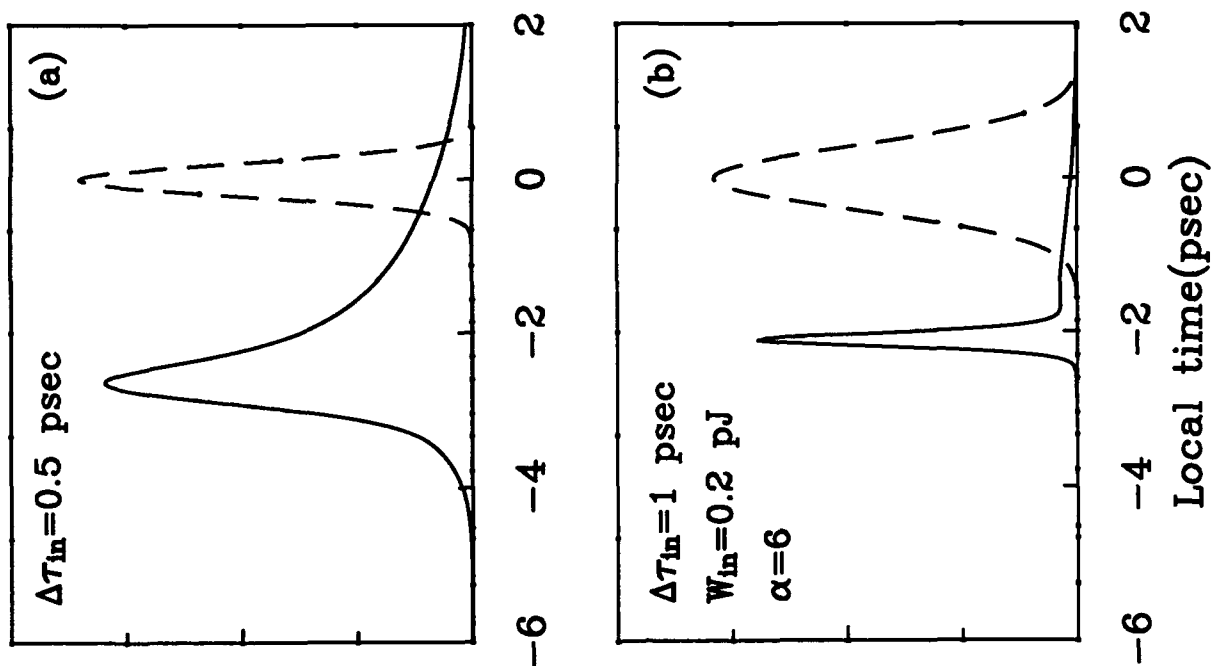 (a)
Δτin=0.5 psec
−6
−4
−2
0
2
(b)
Δτin=1 psec
Win=0.2 pJ
α=6
−6
−4
−2
0
2
Local time(psec)